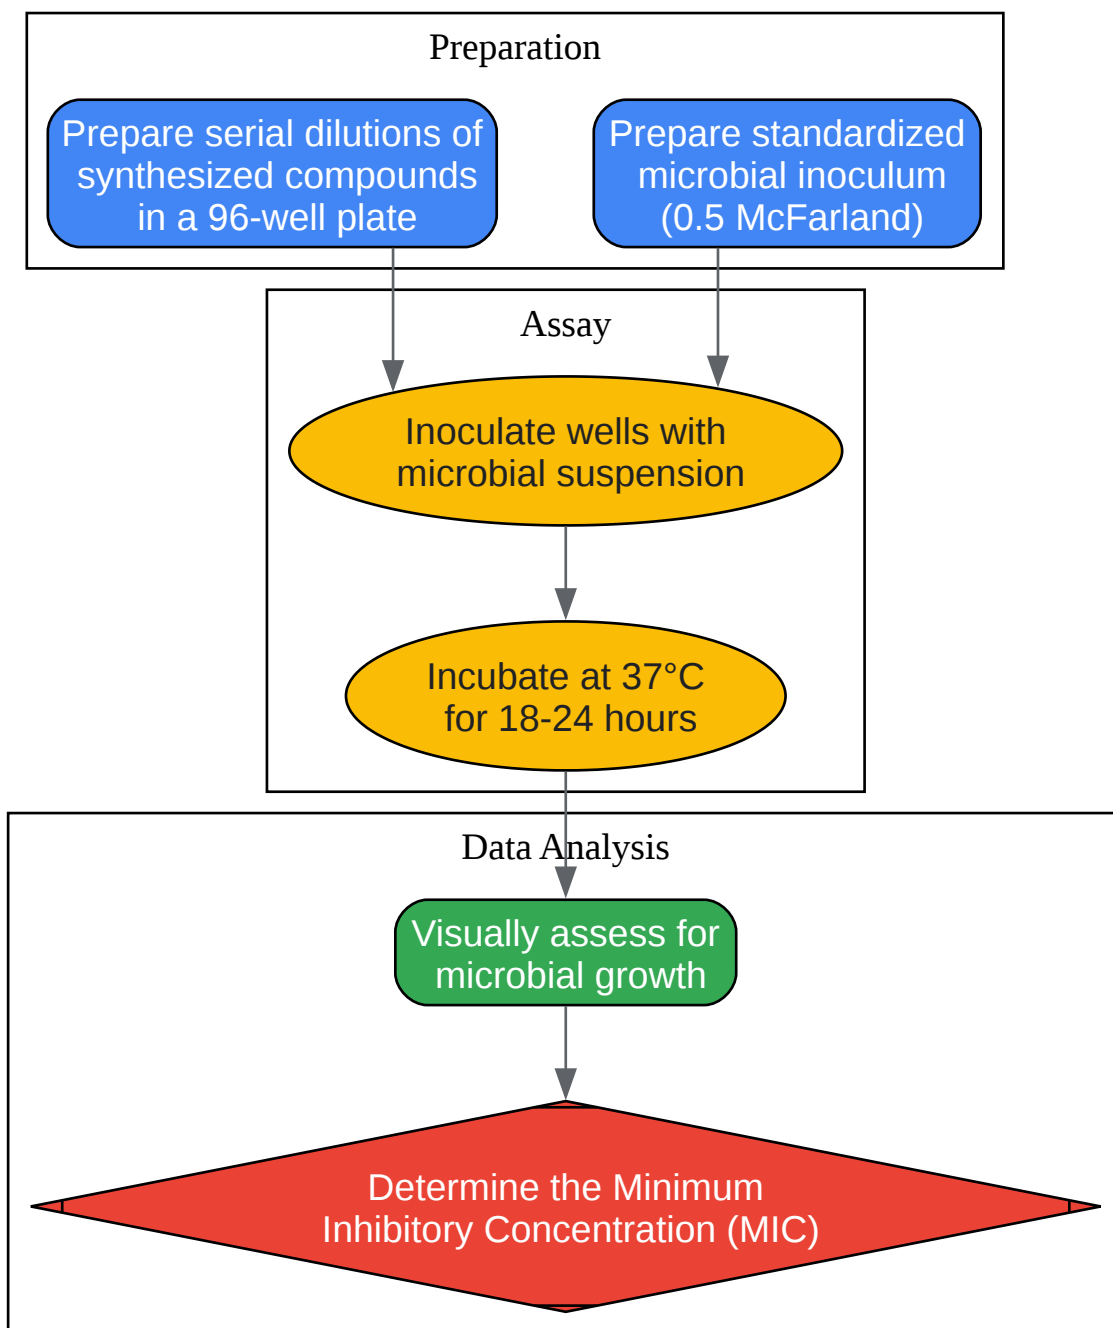 Preparation
Prepare serial dilutions of
synthesized compounds
in a 96-well plate
Prepare standardized
microbial inoculum
(0.5 McFarland)
Assay
Inoculate wells with
microbial suspension
Incubate at 37°C
for 18-24 hours
Data Analysis
Visually assess for
microbial growth
Determine the Minimum
Inhibitory Concentration (MIC)